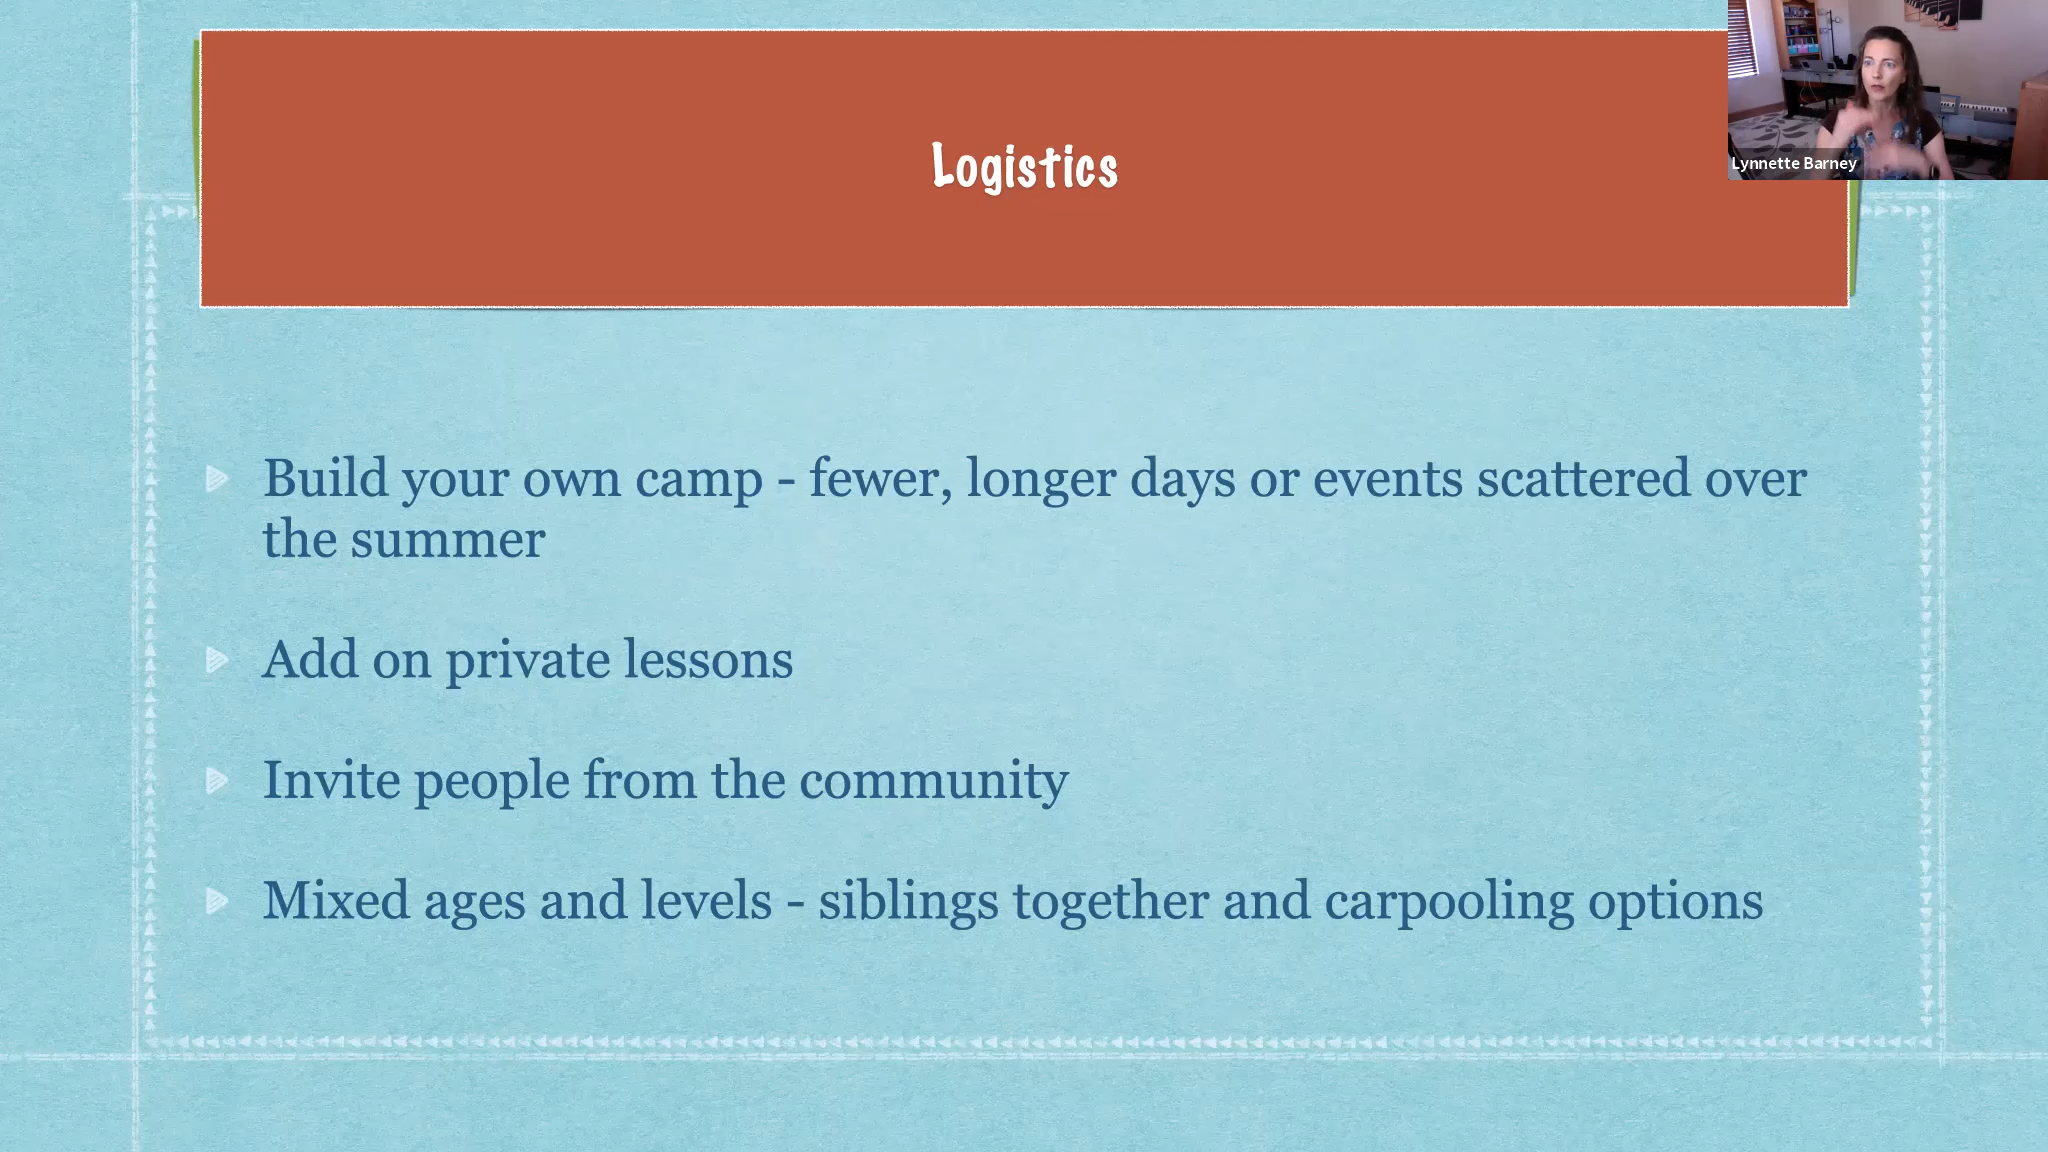 Logistics
Lynnette Barney
Build your own camp - fewer, longer days or events scattered over
the summer
Add on private lessons
Invite people from the community
Mixed ages and levels - siblings together and carpooling options